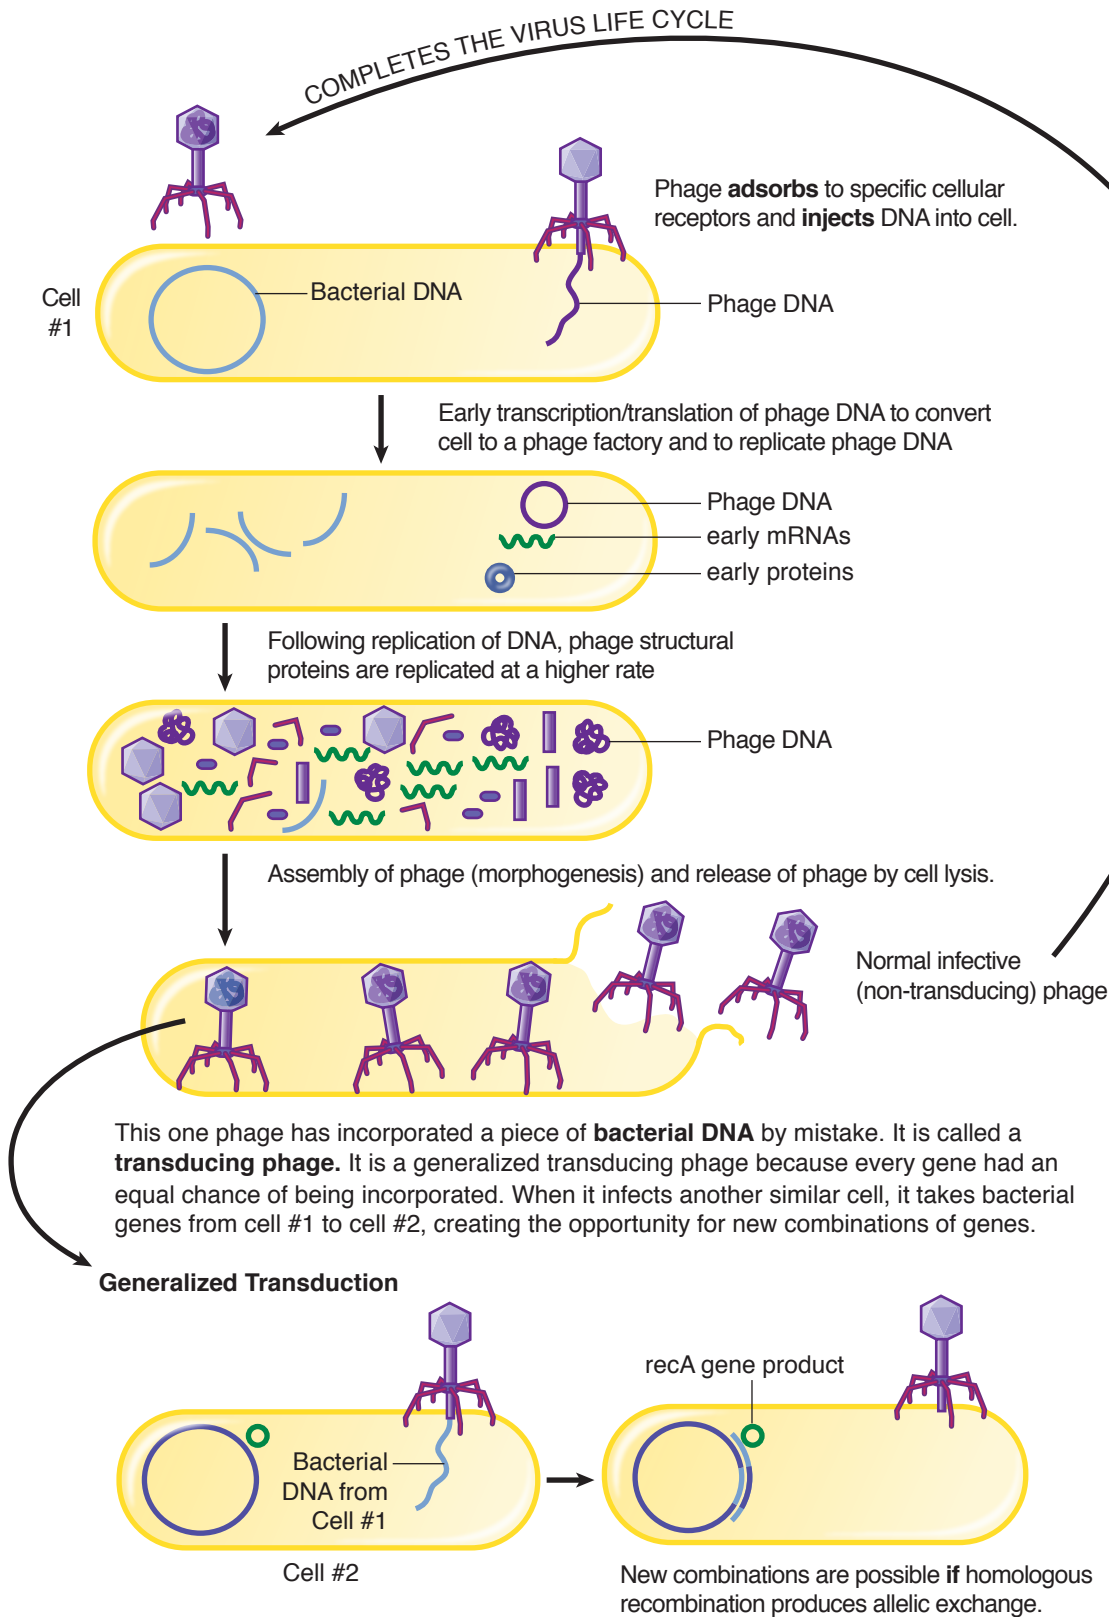 COMPLETES THE VIRUS LIFE CYCLE
Phage adsorbs to specific cellular
receptors and injects DNA into cell.
Cell
#1
Bacterial DNA
Phage DNA
Early transcription/translation of phage DNA to convert
cell to a phage factory and to replicate phage DNA
Phage DNA
early mRNAs
early proteins
Following replication of DNA, phage structural
proteins are replicated at a higher rate
Phage DNA
Assembly of phage (morphogenesis) and release of phage by cell lysis.
Normal infective
(non-transducing) phage
This one phage has incorporated a piece of bacterial DNA by mistake. It is called a
transducing phage. It is a generalized transducing phage because every gene had an
equal chance of being incorporated. When it infects another similar cell, it takes bacterial
genes from cell #1 to cell #2, creating the opportunity for new combinations of genes.
Generalized Transduction
recA gene product
Bacterial
DNA from
Cell #1
Cell #2
New combinations are possible if homologous
recombination produces allelic exchange.